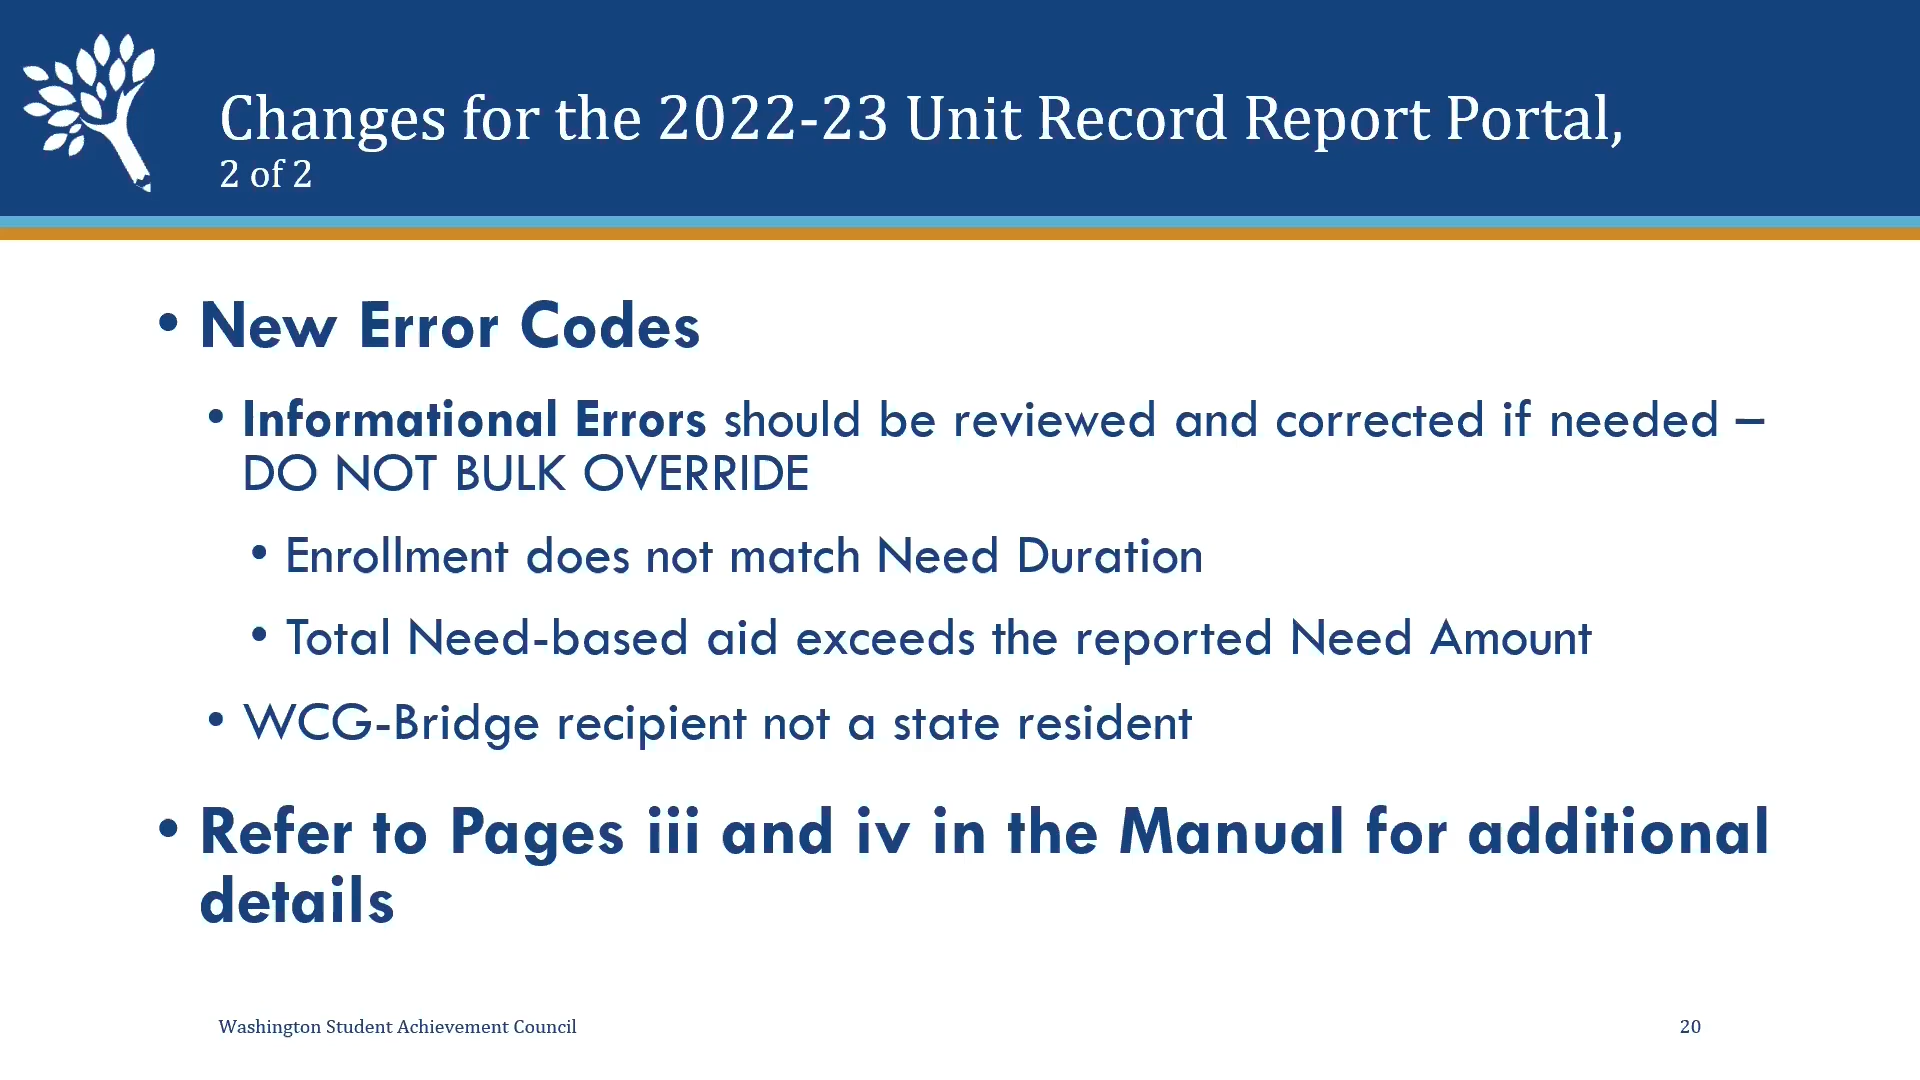 Changes for the 2022-23 Unit Record Report Portal,
2 of 2
• New Error Codes
• Informational Errors should be reviewed and corrected if needed –
DO NOT BULK OVERRIDE
• Enrollment does not match Need Duration
• Total Need-based aid exceeds the reported Need Amount
• WCG-Bridge recipient not a state resident
• Refer to Pages iii and iv in the Manual for additional
details
Washington Student Achievement Council
20